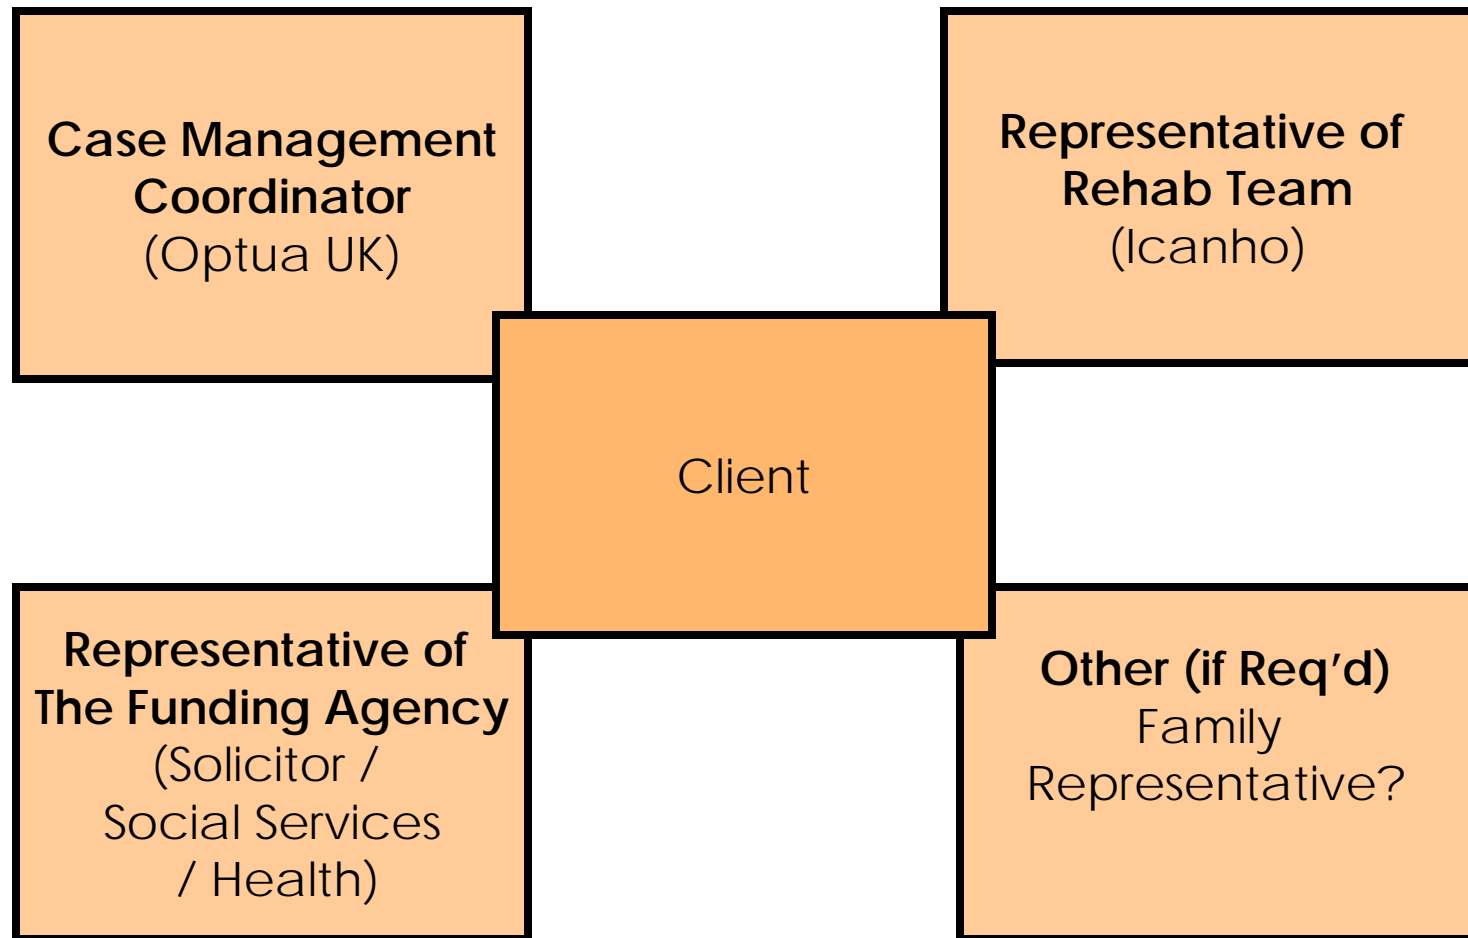 Case Management
Coordinator
(Optua UK)
Representative of
Rehab Team
(Icanho)
Client
Representative of
The Funding Agency
(Solicitor /
Social Services
/ Health)
Other (if Req’d)
Family
Representative?